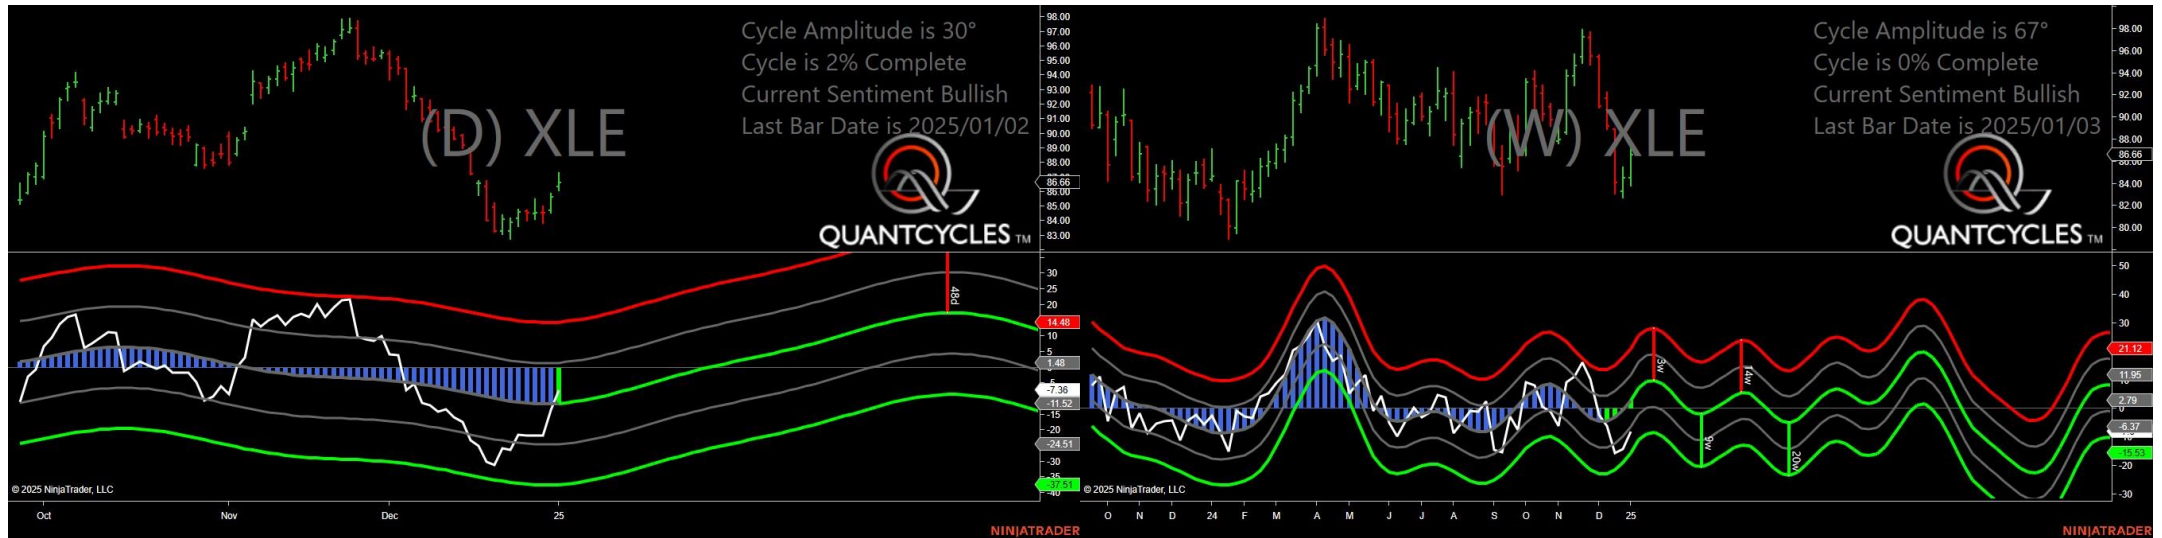 Cycle Amplitude is 30°
Cycle is 2% Complete
Current Sentiment Bullish
Last Bar Date is 2025/01/02
(D) XLE
QUANTCYCLES TM
98.00
97.00
96.00
95.00
94.00
93.00
92.00
91.00
90.00
89.00
88.00
86.66
85.00
84.00
83.00
48d
30
25
20
14.48
10
5
1.48
-7.36
-11.52
-15
-20
-24.51
-30
-37.51
-40
© 2025 NinjaTrader, LLC
Oct
Nov
Dec
25
NINJATRADER
Cycle Amplitude is 67°
Cycle is 0% Complete
Current Sentiment Bullish
Last Bar Date is 2025/01/03
(W) XLE
QUANTCYCLES TM
98.00
96.00
94.00
92.00
90.00
88.00
86.66
84.00
82.00
80.00
3w
14w
9w
20w
50
40
30
21.12
11.95
2.79
0
-6.37
-15.53
-20
-30
© 2025 NinjaTrader, LLC
O N D 24 F M A M J J A S O N D 25
NINJATRADER